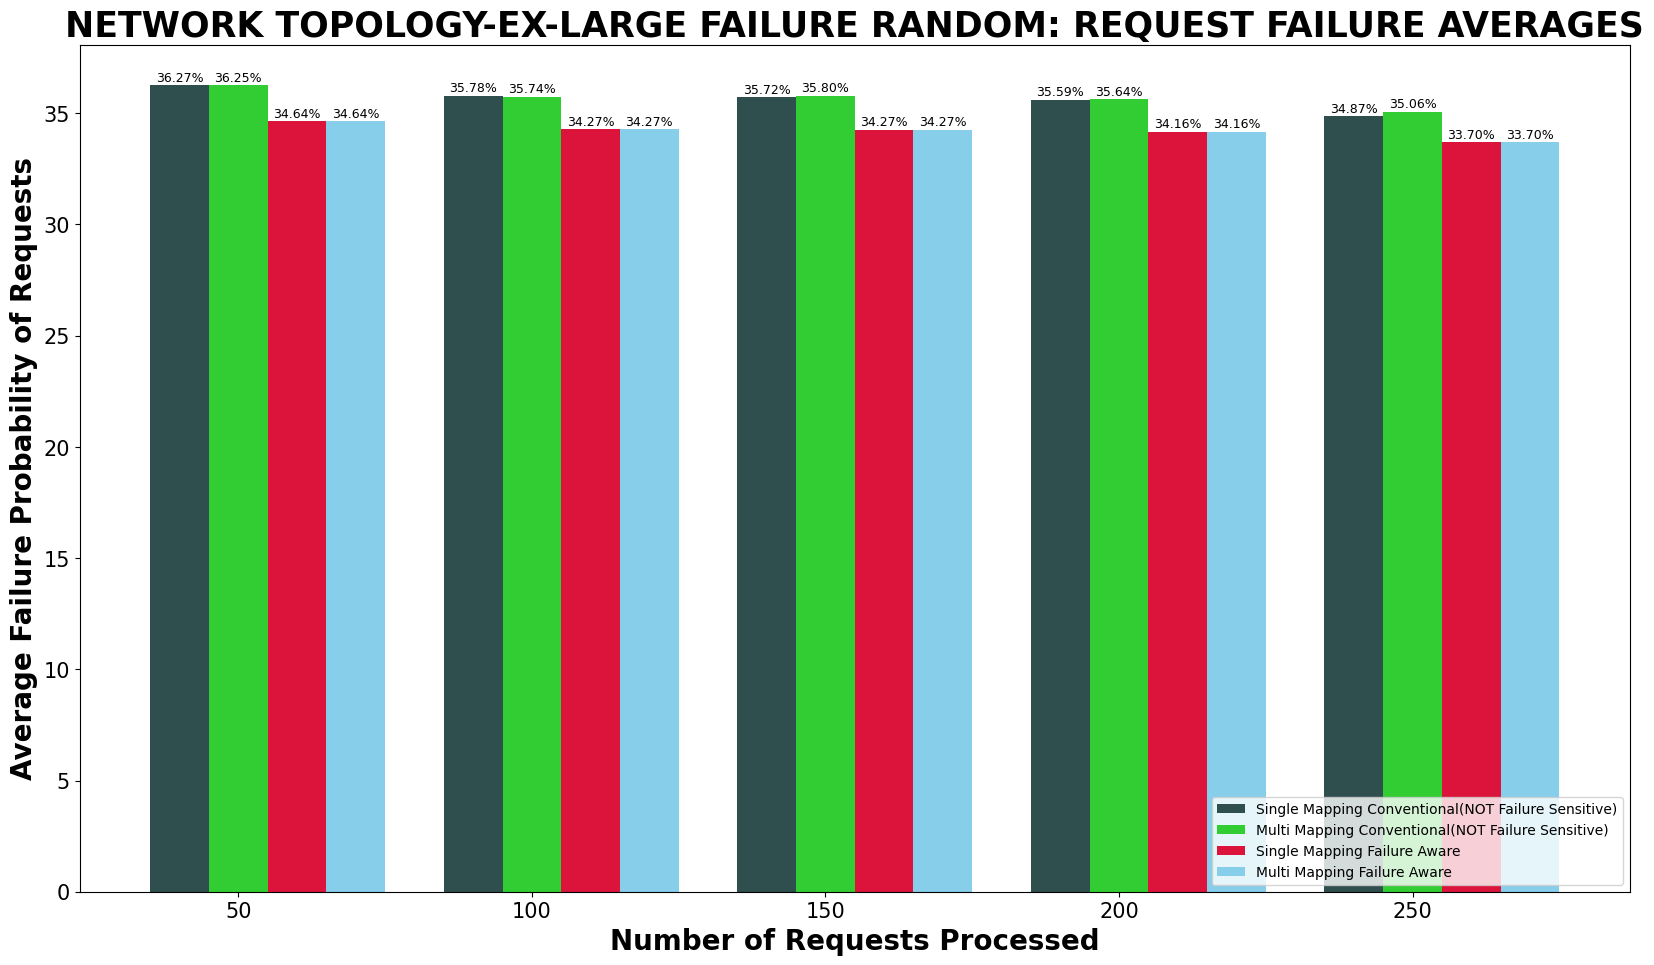 NETWORK TOPOLOGY-EX-LARGE FAILURE RANDOM: REQUEST FAILURE AVERAGES
Average Failure Probability of Requests
35
30
25
20
15
10
5
0
36.27% 36.25% 34.64% 34.64%
35.78% 35.74% 34.27% 34.27%
35.72% 35.80% 34.27% 34.27%
35.59% 35.64% 34.16% 34.16%
34.87% 35.06% 33.70% 33.70%
Single Mapping Conventional(NOT Failure Sensitive)
Multi Mapping Conventional(NOT Failure Sensitive)
Single Mapping Failure Aware
Multi Mapping Failure Aware
50 100 150 200 250
Number of Requests Processed